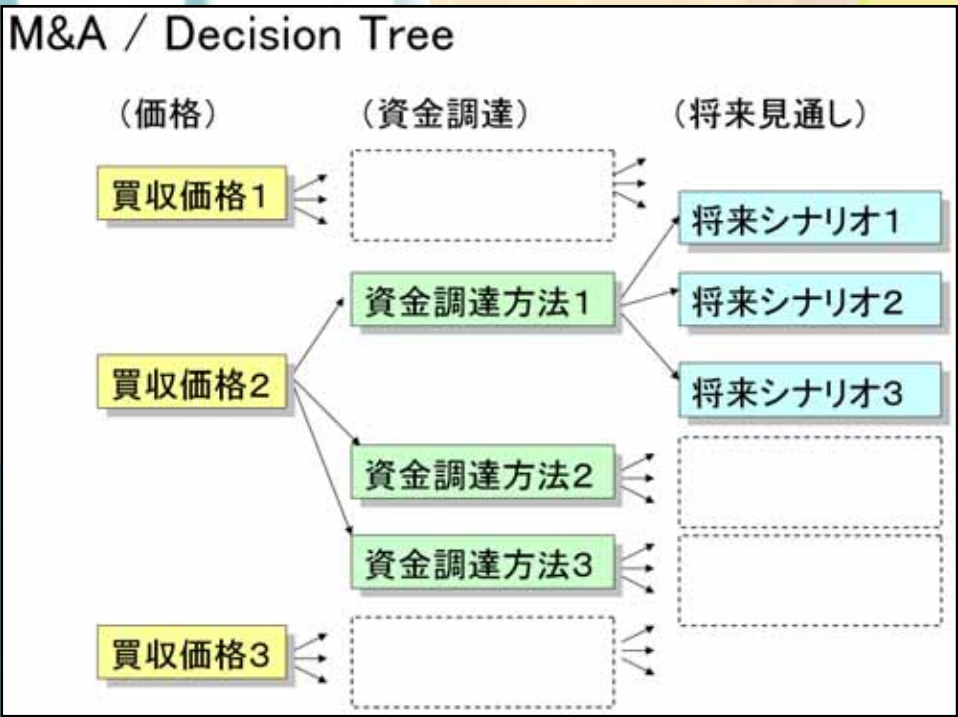 M&A / Decision Tree
（価格）
（資金調達）
（将来見通し）
買収価格1
将来シナリオ1
資金調達方法1
将来シナリオ2
買収価格2
将来シナリオ3
資金調達方法2
資金調達方法3
買収価格3